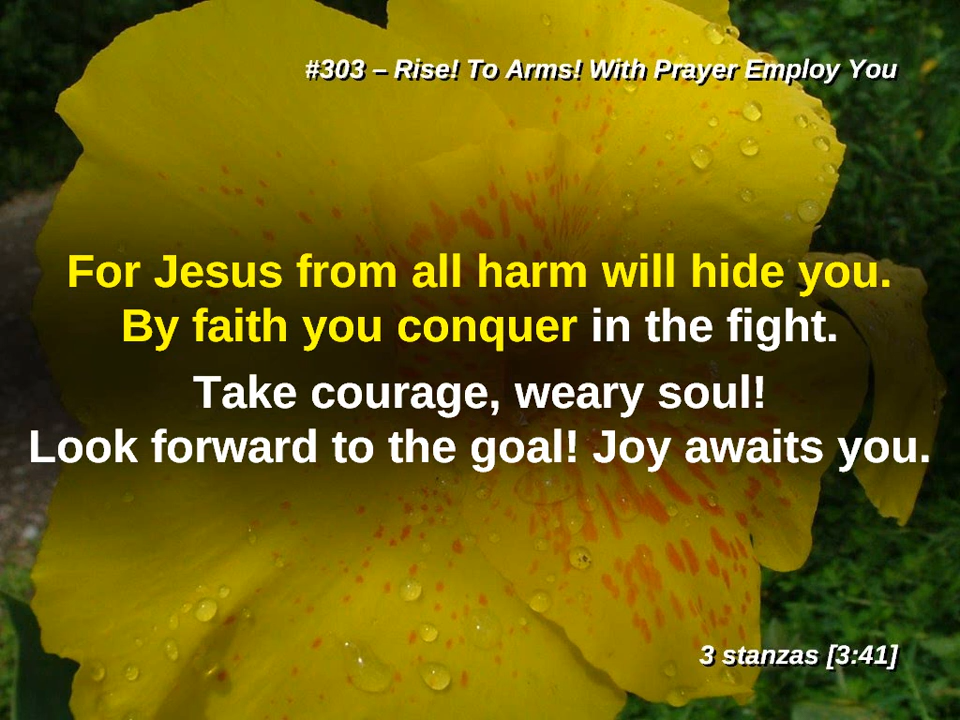 #303 – Rise! To Arms! With Prayer Employ You
For Jesus from all harm will hide you.
By faith you conquer in the fight.
Take courage, weary soul!
Look forward to the goal! Joy awaits you.
3 stanzas [3:41]